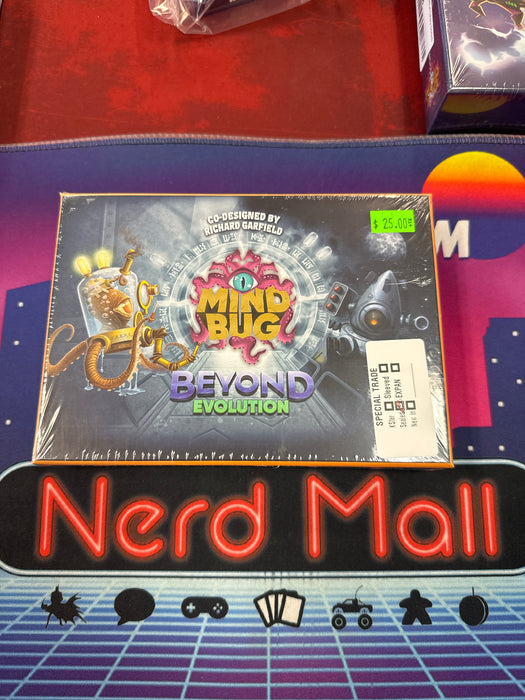 CO-DESIGNED BY
RICHARD GARFIELD
$ 25.00
M
MIND
BUG
BEYOND
EVOLUTION
SPECIAL TRADE
Sleeved
EXPAN
Nerd Mall